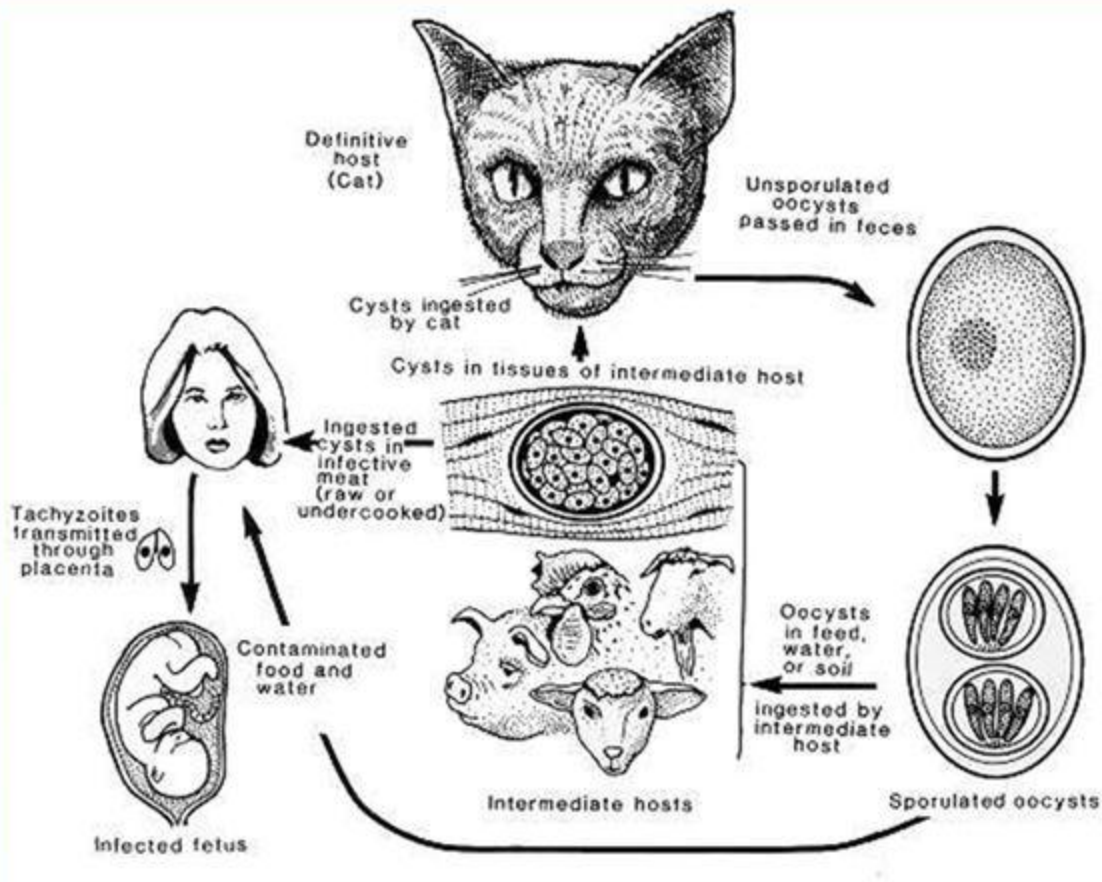 Definitive
host
(Cat)
Unsporulated
oocysts
passed in feces
Cysts ingested
by cat
Cysts in tissues of intermediate host
Ingested
cysts in
infective
meat
(raw or
undercooked)
Tachyzoites
transmitted
through
placenta
Contaminated
food and
water
Oocysts
in feed,
water,
or soil
ingested by
intermediate
host
Intermediate hosts
Sporulated oocysts
Infected fetus